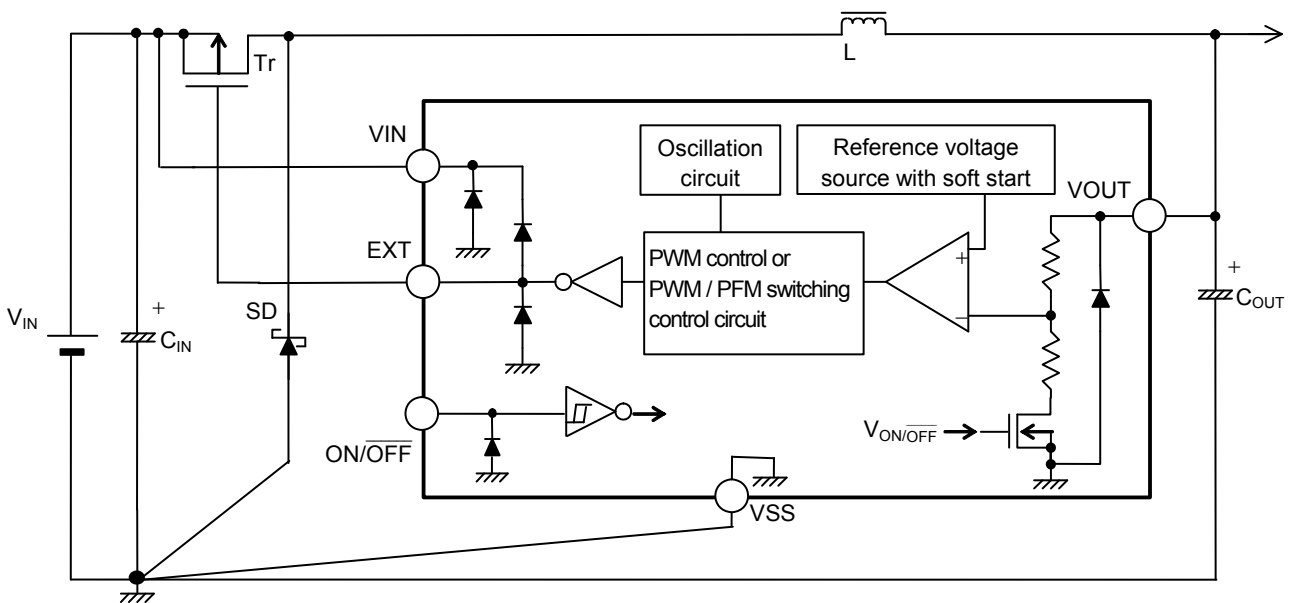 L
Tr
VIN
Oscillation
circuit
Reference voltage
source with soft start
VOUT
EXT
PWM control or
PWM / PFM switching
control circuit
+
−
+
COUT
VIN
+
CIN
SD
ON/OFF
VON/OFF
VSS